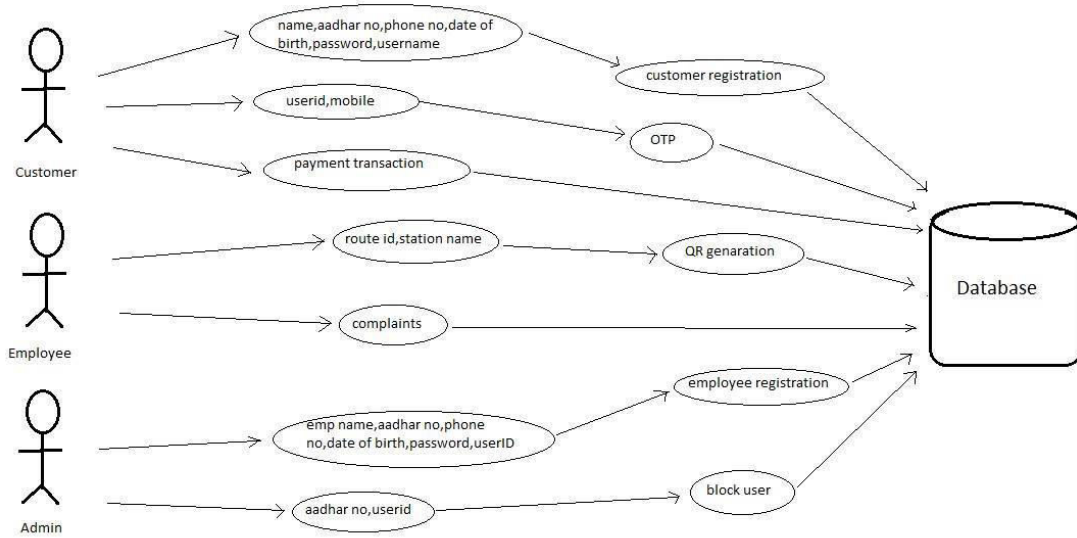 name,aadhar no,phone no,date of
birth,password,username
customer registration
userid,mobile
OTP
payment transaction
Customer
route id,station name
QR genaration
Database
complaints
Employee
employee registration
emp name,aadhar no,phone
no,date of birth,password,userID
block user
aadhar no,userid
Admin